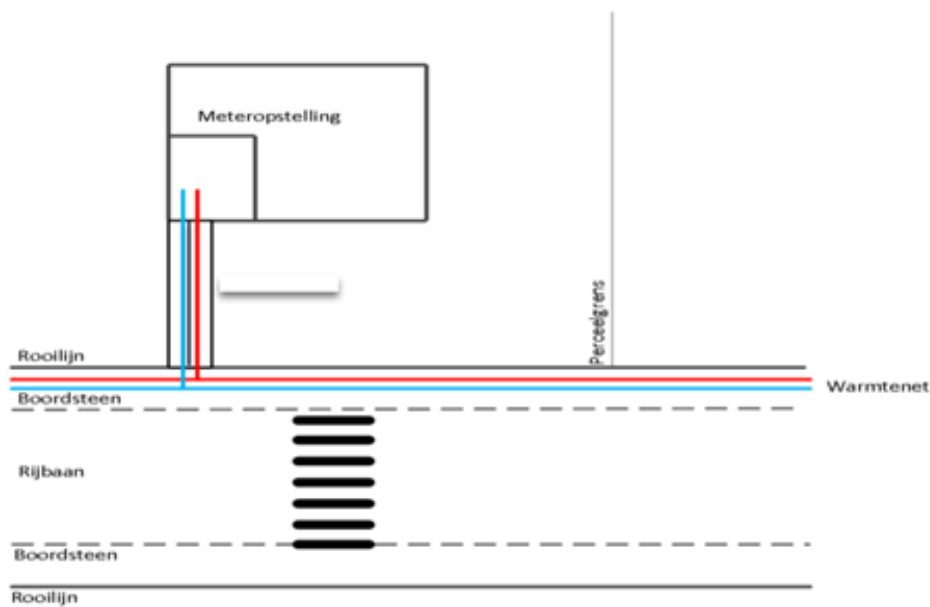 Meteropstelling
Perceelgrens
Rooilijn
Warmtenet
Boordsteen
Rijbaan
Boordsteen
Rooilijn